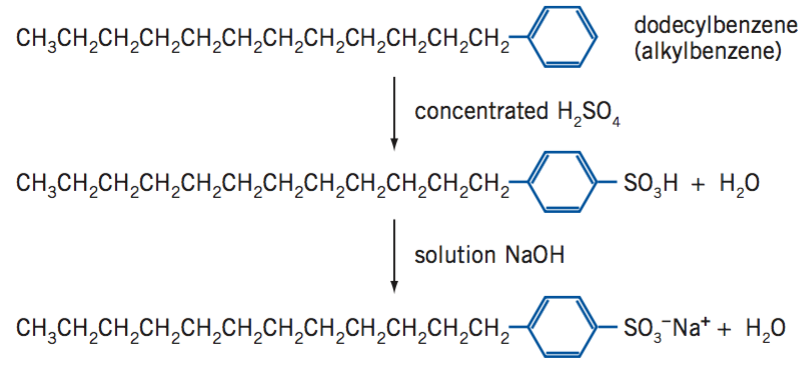 CH₃CH₂CH₂CH₂CH₂CH₂CH₂CH₂CH₂CH₂CH₂CH₂
dodecylbenzene
(alkylbenzene)
concentrated H₂SO₄
CH₃CH₂CH₂CH₂CH₂CH₂CH₂CH₂CH₂CH₂CH₂CH₂ SO₃H + H₂O
solution NaOH
CH₃CH₂CH₂CH₂CH₂CH₂CH₂CH₂CH₂CH₂CH₂CH₂ SO₃⁻Na⁺ + H₂O